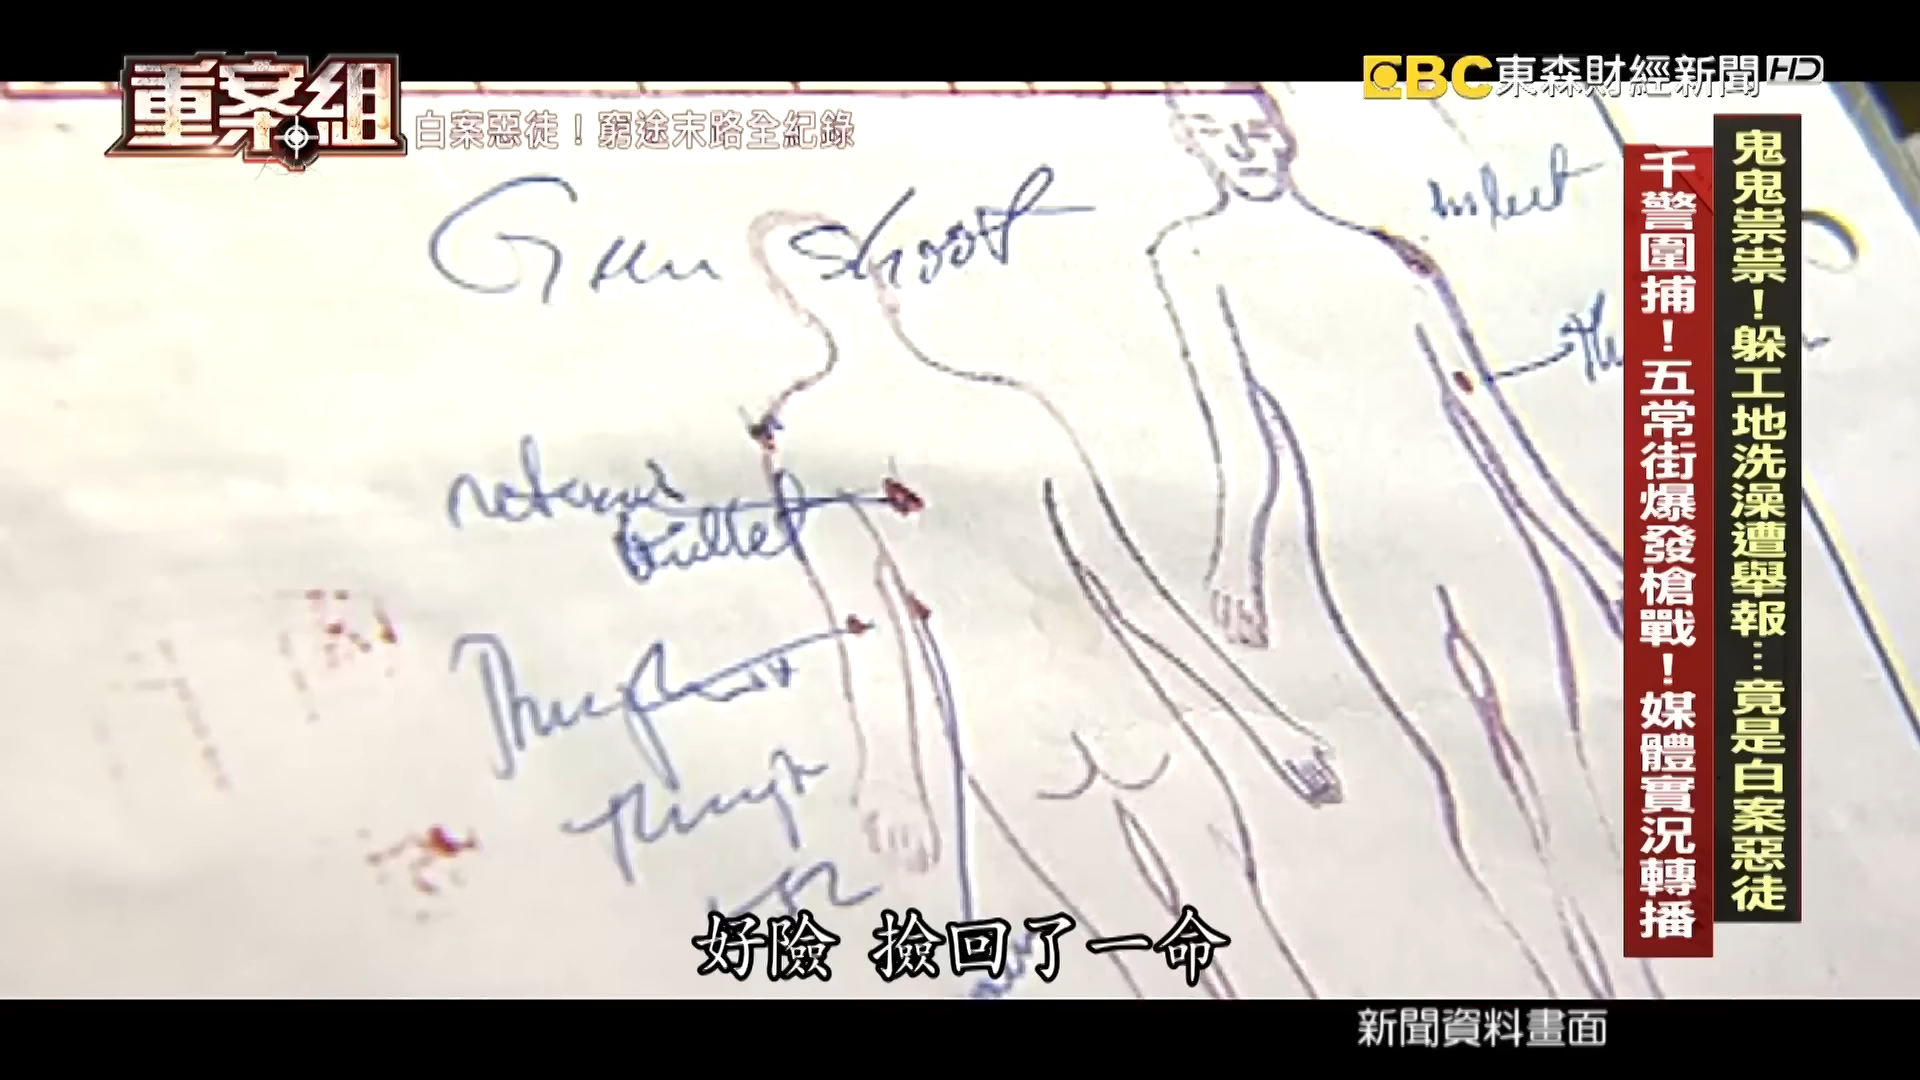 重案組
白案惡徒！窮途末路全紀錄
EBC東森財經新聞HD
鬼鬼祟祟！躲工地洗澡遭舉報…竟是白案惡徒
千警圍捕！五常街爆發槍戰！媒體實況轉播
Gun shoot
inlet
bullet
好險 撿回了一命
新聞資料畫面